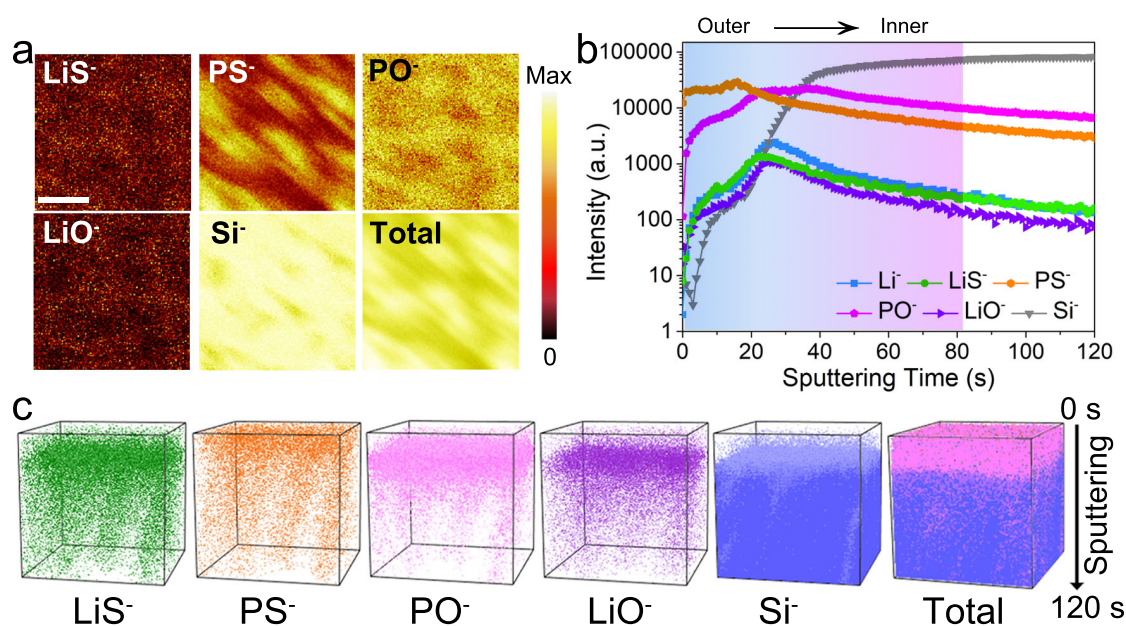 a
LiS-
PS-
PO-
LiO-
Si-
Total
Max
0
b
Outer
Inner
Intensity (a.u.)
100000
10000
1000
100
10
1
0
20
40
60
80
100
120
Sputtering Time (s)
Li-
LiS-
PS-
PO-
LiO-
Si-
c
0 s
Sputtering
120 s
LiS-
PS-
PO-
LiO-
Si-
Total